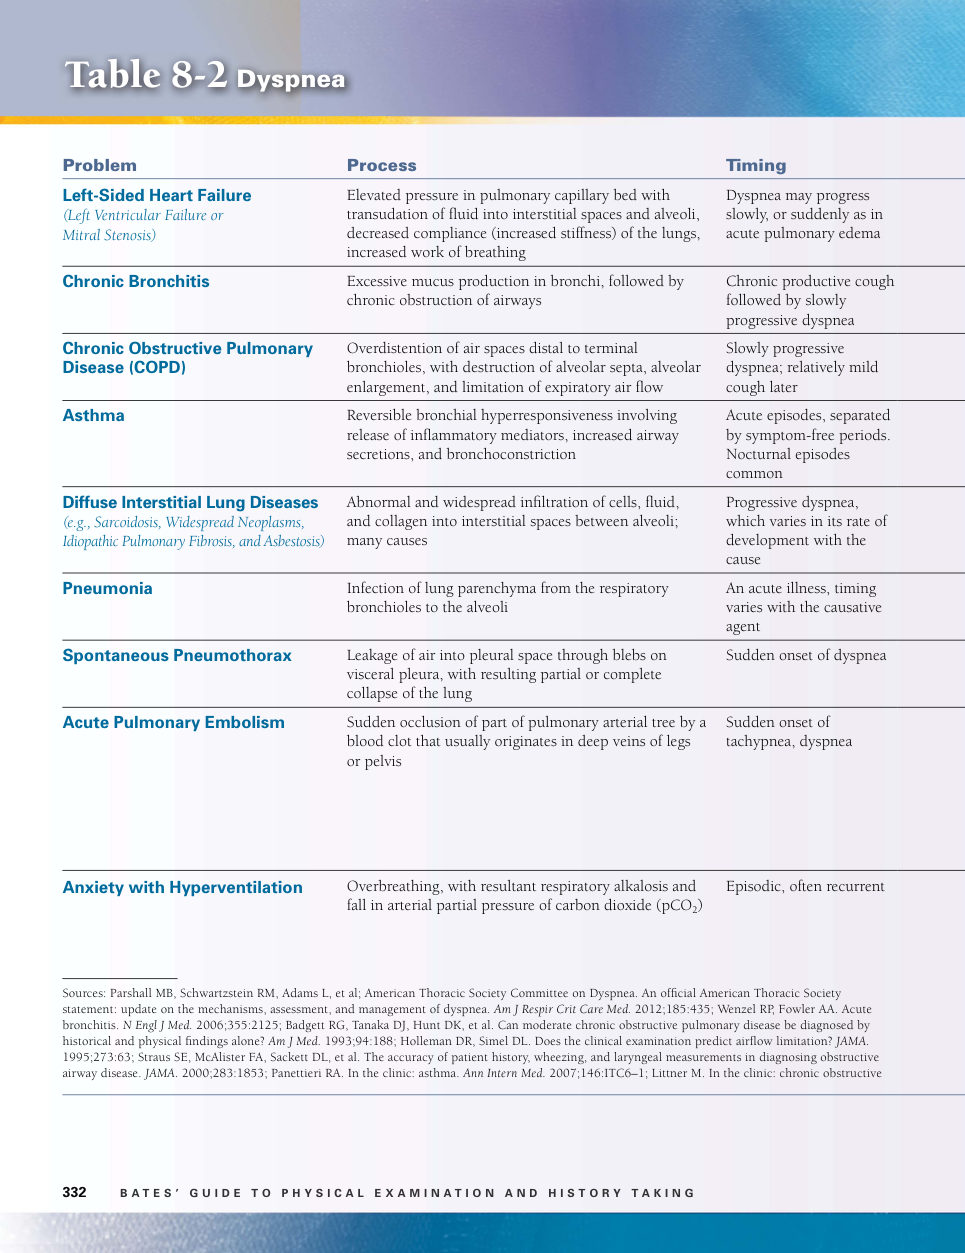 Table 8-2 Dyspnea
Problem
Process
Timing
Left-Sided Heart Failure
(Left Ventricular Failure or
Mitral Stenosis)
Elevated pressure in pulmonary capillary bed with
transudation of fluid into interstitial spaces and alveoli,
decreased compliance (increased stiffness) of the lungs,
increased work of breathing
Dyspnea may progress
slowly, or suddenly as in
acute pulmonary edema
Chronic Bronchitis
Excessive mucus production in bronchi, followed by
chronic obstruction of airways
Chronic productive cough
followed by slowly
progressive dyspnea
Chronic Obstructive Pulmonary
Disease (COPD)
Overdistention of air spaces distal to terminal
bronchioles, with destruction of alveolar septa, alveolar
enlargement, and limitation of expiratory air flow
Slowly progressive
dyspnea; relatively mild
cough later
Asthma
Reversible bronchial hyperresponsiveness involving
release of inflammatory mediators, increased airway
secretions, and bronchoconstriction
Acute episodes, separated
by symptom-free periods.
Nocturnal episodes
common
Diffuse Interstitial Lung Diseases
(e.g., Sarcoidosis, Widespread Neoplasms,
Idiopathic Pulmonary Fibrosis, and Asbestosis)
Abnormal and widespread infiltration of cells, fluid,
and collagen into interstitial spaces between alveoli;
many causes
Progressive dyspnea,
which varies in its rate of
development with the
cause
Pneumonia
Infection of lung parenchyma from the respiratory
bronchioles to the alveoli
An acute illness, timing
varies with the causative
agent
Spontaneous Pneumothorax
Leakage of air into pleural space through blebs on
visceral pleura, with resulting partial or complete
collapse of the lung
Sudden onset of dyspnea
Acute Pulmonary Embolism
Sudden occlusion of part of pulmonary arterial tree by a
blood clot that usually originates in deep veins of legs
or pelvis
Sudden onset of
tachypnea, dyspnea
Anxiety with Hyperventilation
Overbreathing, with resultant respiratory alkalosis and
fall in arterial partial pressure of carbon dioxide (pCO₂)
Episodic, often recurrent
Sources: Parshall MB, Schwartzstein RM, Adams L, et al; American Thoracic Society Committee on Dyspnea. An official American Thoracic Society
statement: update on the mechanisms, assessment, and management of dyspnea. Am J Respir Crit Care Med. 2012;185:435; Wenzel RP, Fowler AA. Acute
bronchitis. N Engl J Med. 2006;355:2125; Badgett RG, Tanaka DJ, Hunt DK, et al. Can moderate chronic obstructive pulmonary disease be diagnosed by
historical and physical findings alone? Am J Med. 1993;94:188; Holleman DR, Simel DL. Does the clinical examination predict airflow limitation? JAMA.
1995;273:63; Straus SE, McAlister FA, Sackett DL, et al. The accuracy of patient history, wheezing, and laryngeal measurements in diagnosing obstructive
airway disease. JAMA. 2000;283:1853; Panettieri RA. In the clinic: asthma. Ann Intern Med. 2007;146:ITC6–1; Littner M. In the clinic: chronic obstructive
332 BATES' GUIDE TO PHYSICAL EXAMINATION AND HISTORY TAKING